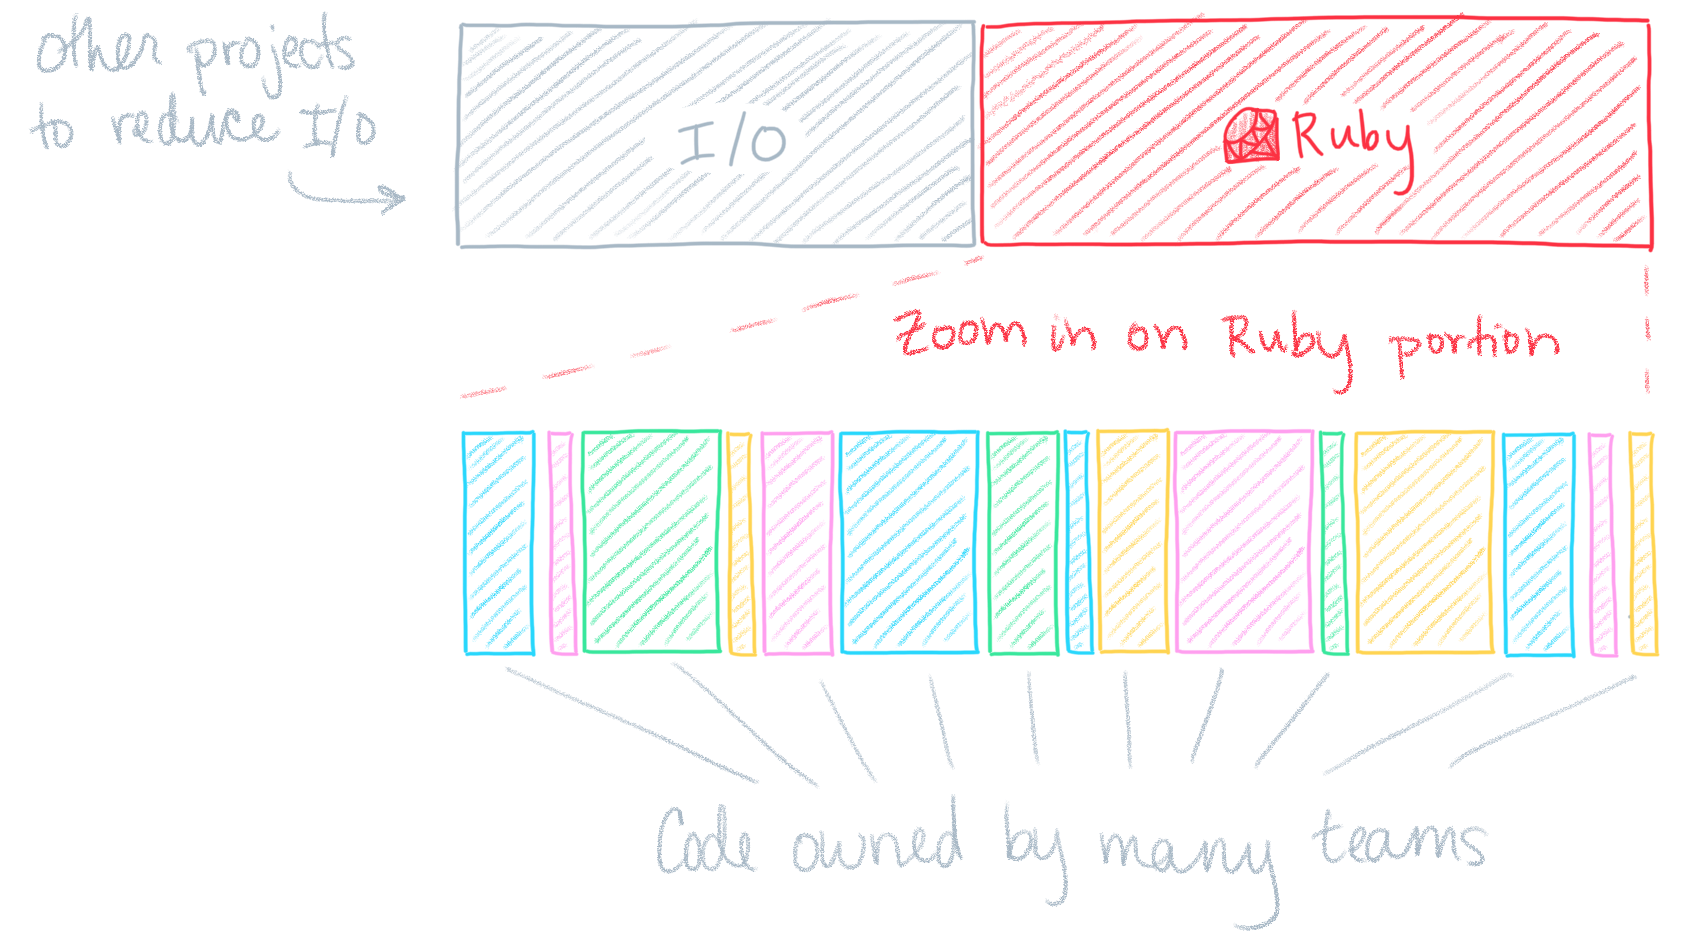 other projects
to reduce I/O
I/O
Ruby
Zoom in on Ruby portion
Code owned by many teams